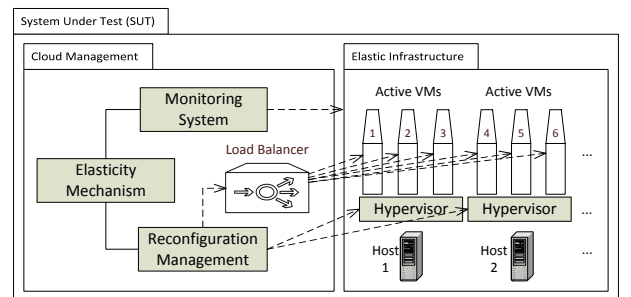 System Under Test (SUT)
Cloud Management
Elastic Infrastructure
Monitoring
System
Active VMs
Active VMs
1
2
3
4
5
6
Load Balancer
Elasticity
Mechanism
...
Hypervisor
Hypervisor
...
Reconfiguration
Management
Host
1
Host
2
...